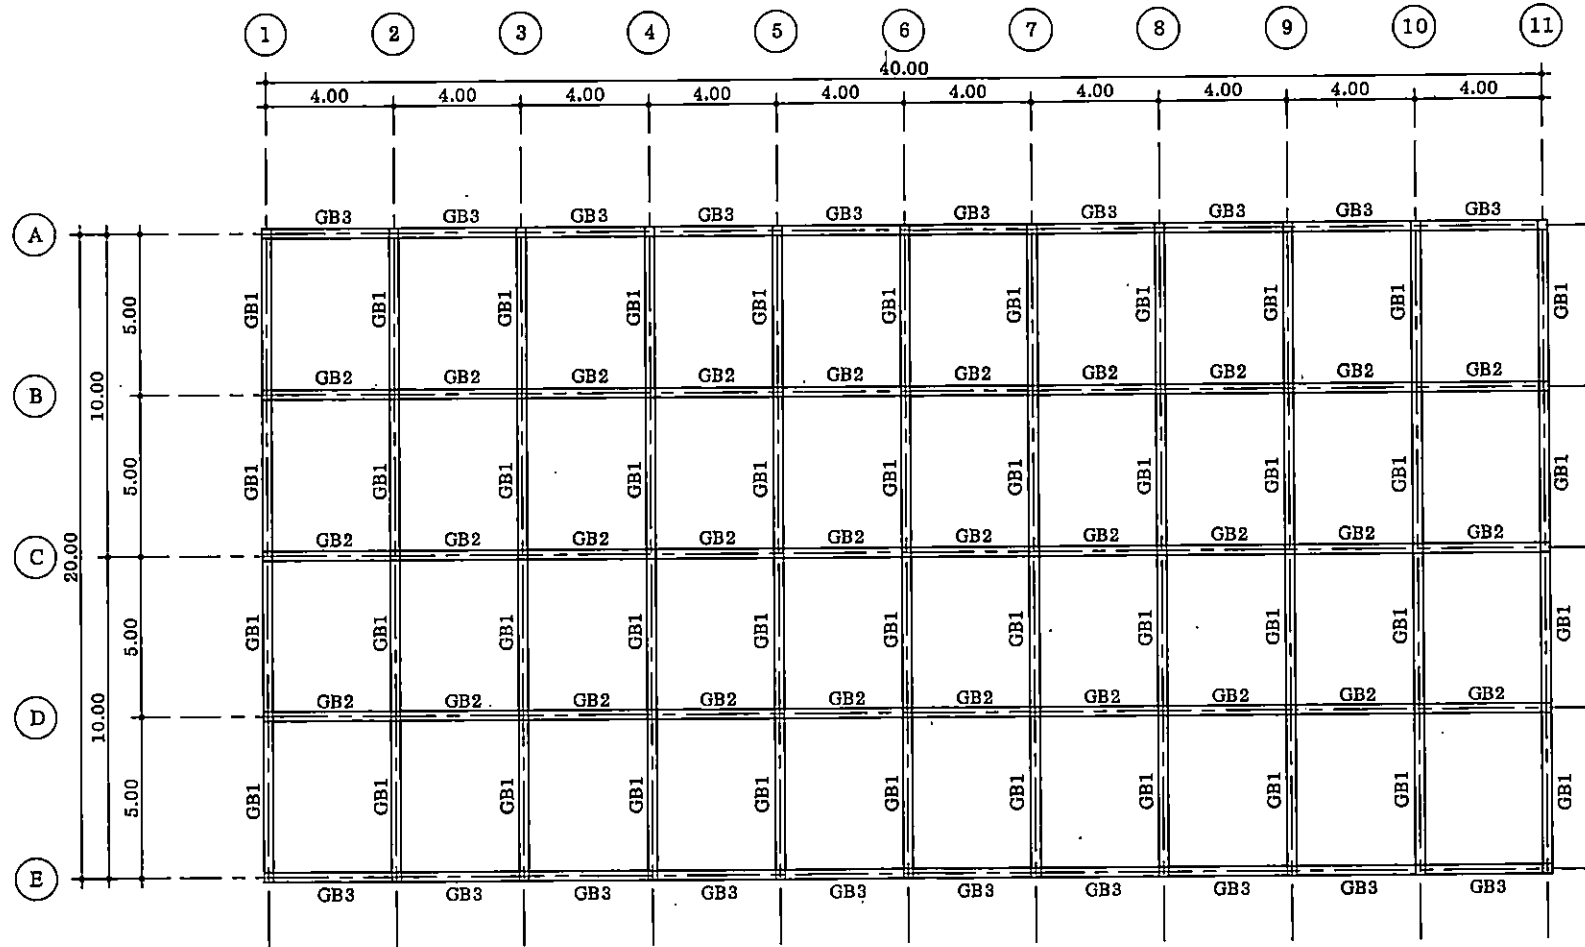 1 2 3 4 5 6 7 8 9 10 11
40.00
4.00 4.00 4.00 4.00 4.00 4.00 4.00 4.00 4.00 4.00
GB3 GB3 GB3 GB3 GB3 GB3 GB3 GB3 GB3 GB3
A
5.00 GB1 GB1 GB1 GB1 GB1 GB1 GB1 GB1 GB1 GB1 GB1
GB2 GB2 GB2 GB2 GB2 GB2 GB2 GB2 GB2 GB2
B
10.00
5.00 GB1 GB1 GB1 GB1 GB1 GB1 GB1 GB1 GB1 GB1 GB1
GB2 GB2 GB2 GB2 GB2 GB2 GB2 GB2 GB2 GB2
C
20.00
5.00 GB1 GB1 GB1 GB1 GB1 GB1 GB1 GB1 GB1 GB1 GB1
GB2 GB2 GB2 GB2 GB2 GB2 GB2 GB2 GB2 GB2
D
10.00
5.00 GB1 GB1 GB1 GB1 GB1 GB1 GB1 GB1 GB1 GB1 GB1
E
GB3 GB3 GB3 GB3 GB3 GB3 GB3 GB3 GB3 GB3